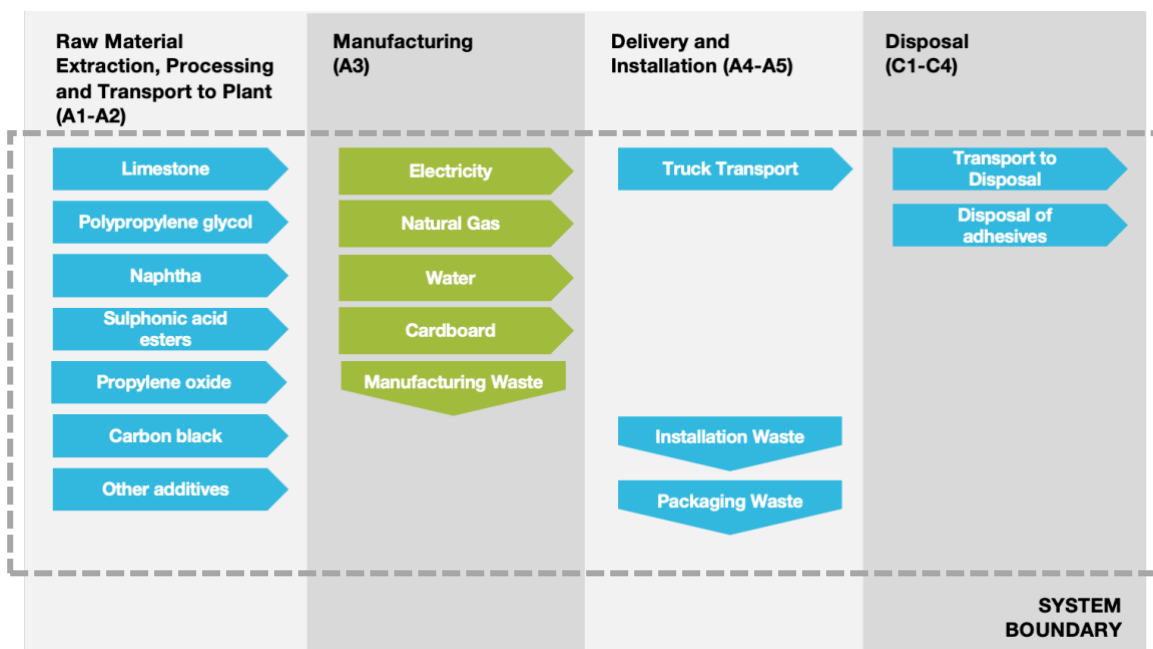 Raw Material
Extraction, Processing
and Transport to Plant
(A1-A2)
Limestone
Polypropylene glycol
Naphtha
Sulphonic acid
esters
Propylene oxide
Carbon black
Other additives
Manufacturing
(A3)
Electricity
Natural Gas
Water
Cardboard
Manufacturing Waste
Delivery and
Installation (A4-A5)
Truck Transport
Installation Waste
Packaging Waste
Disposal
(C1-C4)
Transport to
Disposal
Disposal of
adhesives
SYSTEM
BOUNDARY